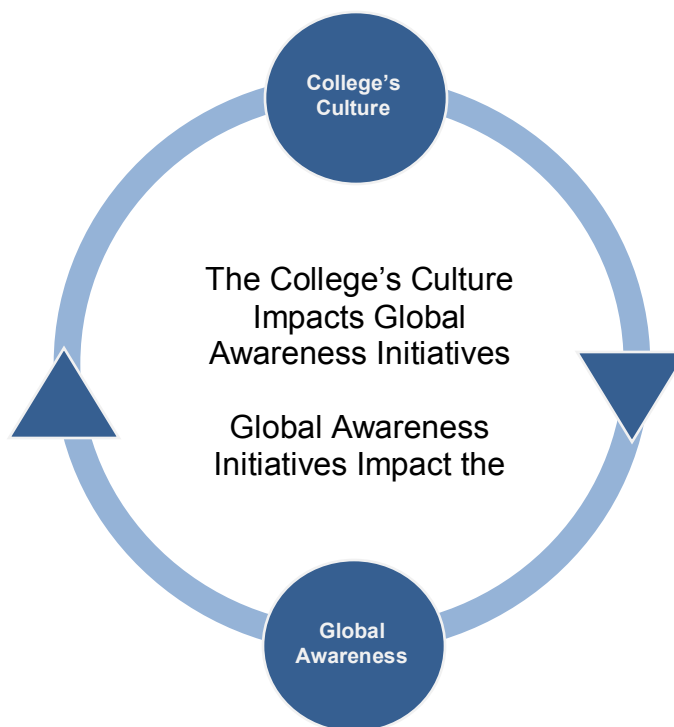 College’s
Culture
The College’s Culture
Impacts Global
Awareness Initiatives
Global Awareness
Initiatives Impact the
Global
Awareness